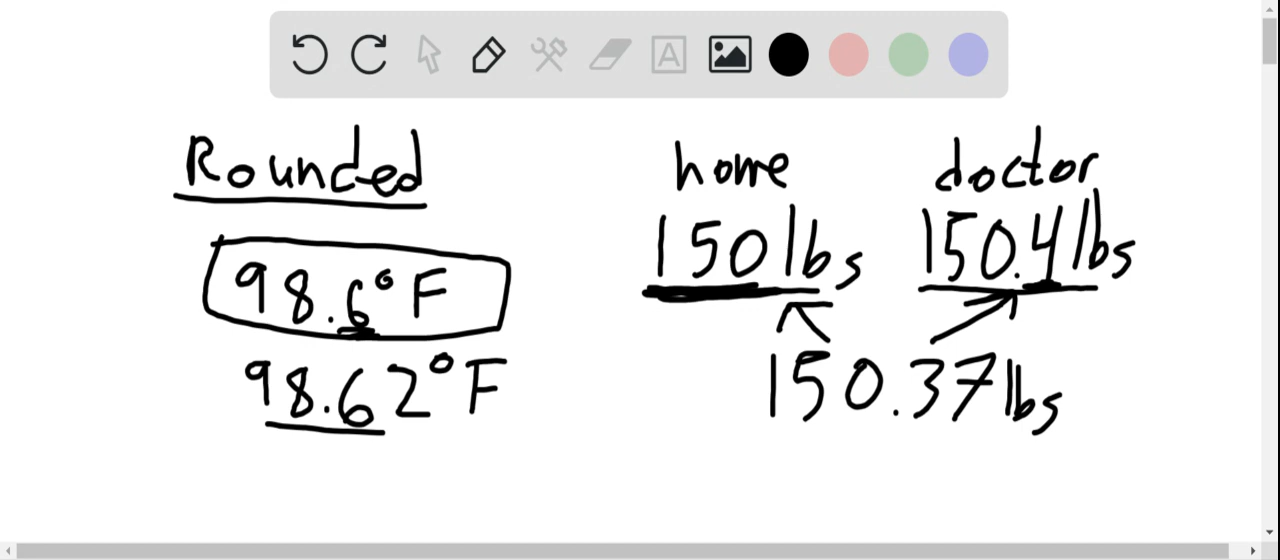 A
Rounded
98.6°F
98.62°F
home
150 lbs
doctor
150.4 lbs
150.37 lbs